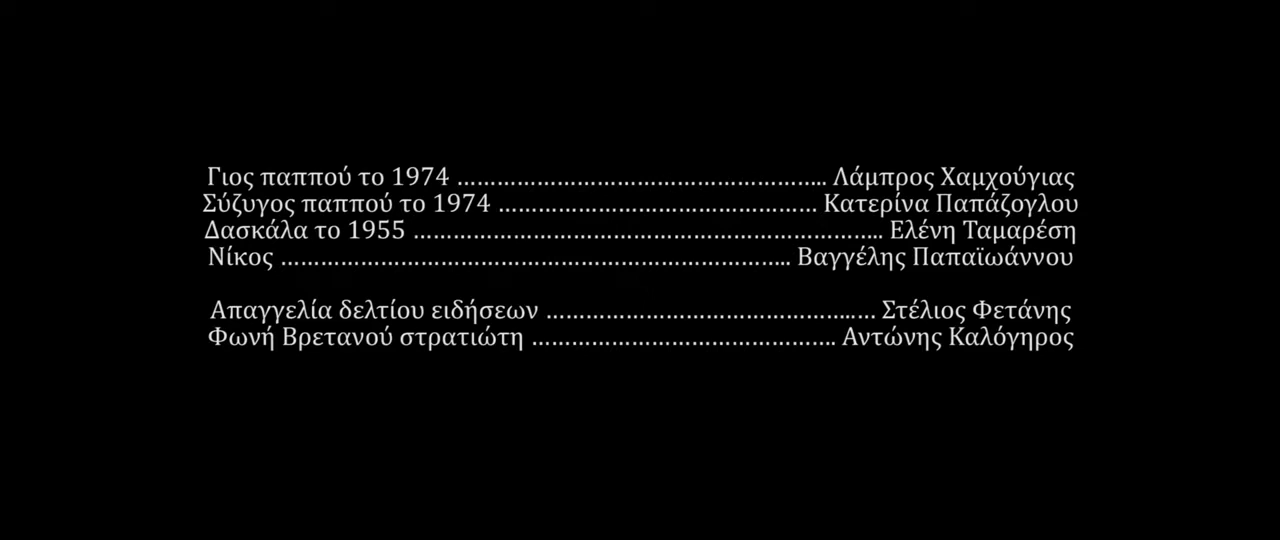 Γιος παππού το 1974 ……………………………………………….. Λάμπρος Χαμχούγιας
Σύζυγος παππού το 1974 ………………………………………… Κατερίνα Παπάζογλου
Δασκάλα το 1955 …………………………………………………………….. Ελένη Ταμαρέση
Νίκος ………………………………………………………………….. Βαγγέλης Παπαϊωάννου
Απαγγελία δελτίου ειδήσεων ……………………………………..… Στέλιος Φετάνης
Φωνή Βρετανού στρατιώτη ………………………………………. Αντώνης Καλόγηρος